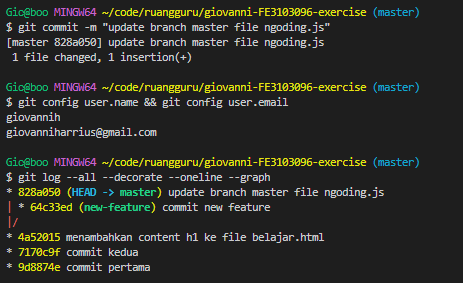 Gio@boo MINGW64 ~/code/ruangguru/giovanni-FE3103096-exercise (master)
$ git commit -m "update branch master file ngoding.js"
[master 828a050] update branch master file ngoding.js
 1 file changed, 1 insertion(+)
Gio@boo MINGW64 ~/code/ruangguru/giovanni-FE3103096-exercise (master)
$ git config user.name && git config user.email
giovannih
giovanniharrius@gmail.com
Gio@boo MINGW64 ~/code/ruangguru/giovanni-FE3103096-exercise (master)
$ git log --all --decorate --oneline --graph
* 828a050 (HEAD -> master) update branch master file ngoding.js
| * 64c33ed (new-feature) commit new feature
|/
* 4a52015 menambahkan content h1 ke file belajar.html
* 7170c9f commit kedua
* 9d8874e commit pertama